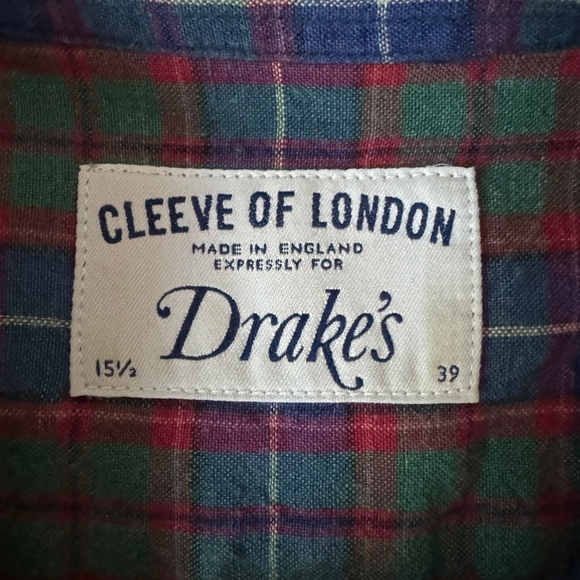 CLEEVE OF LONDON
MADE IN ENGLAND
EXPRESSLY FOR
Drake's
15½ 39